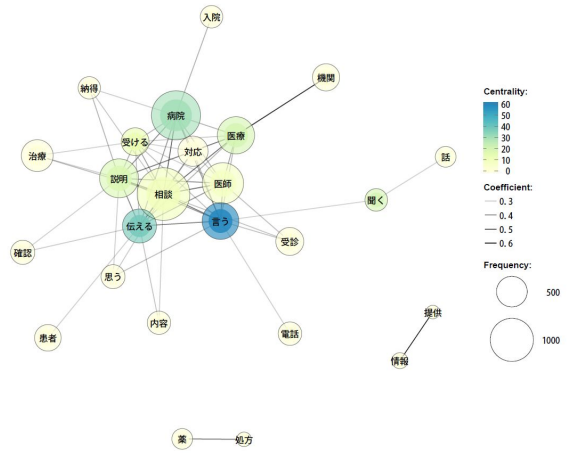 入院
Centrality:
60
50
40
30
20
10
0
Coefficient:
0.3
0.4
0.5
0.6
Frequency:
500
1000
機関
納得
病院
医療
受ける
対応
治療
話
説明
医師
相談
聞く
伝える
言う
確認
受診
思う
提供
内容
電話
患者
情報
薬
処方